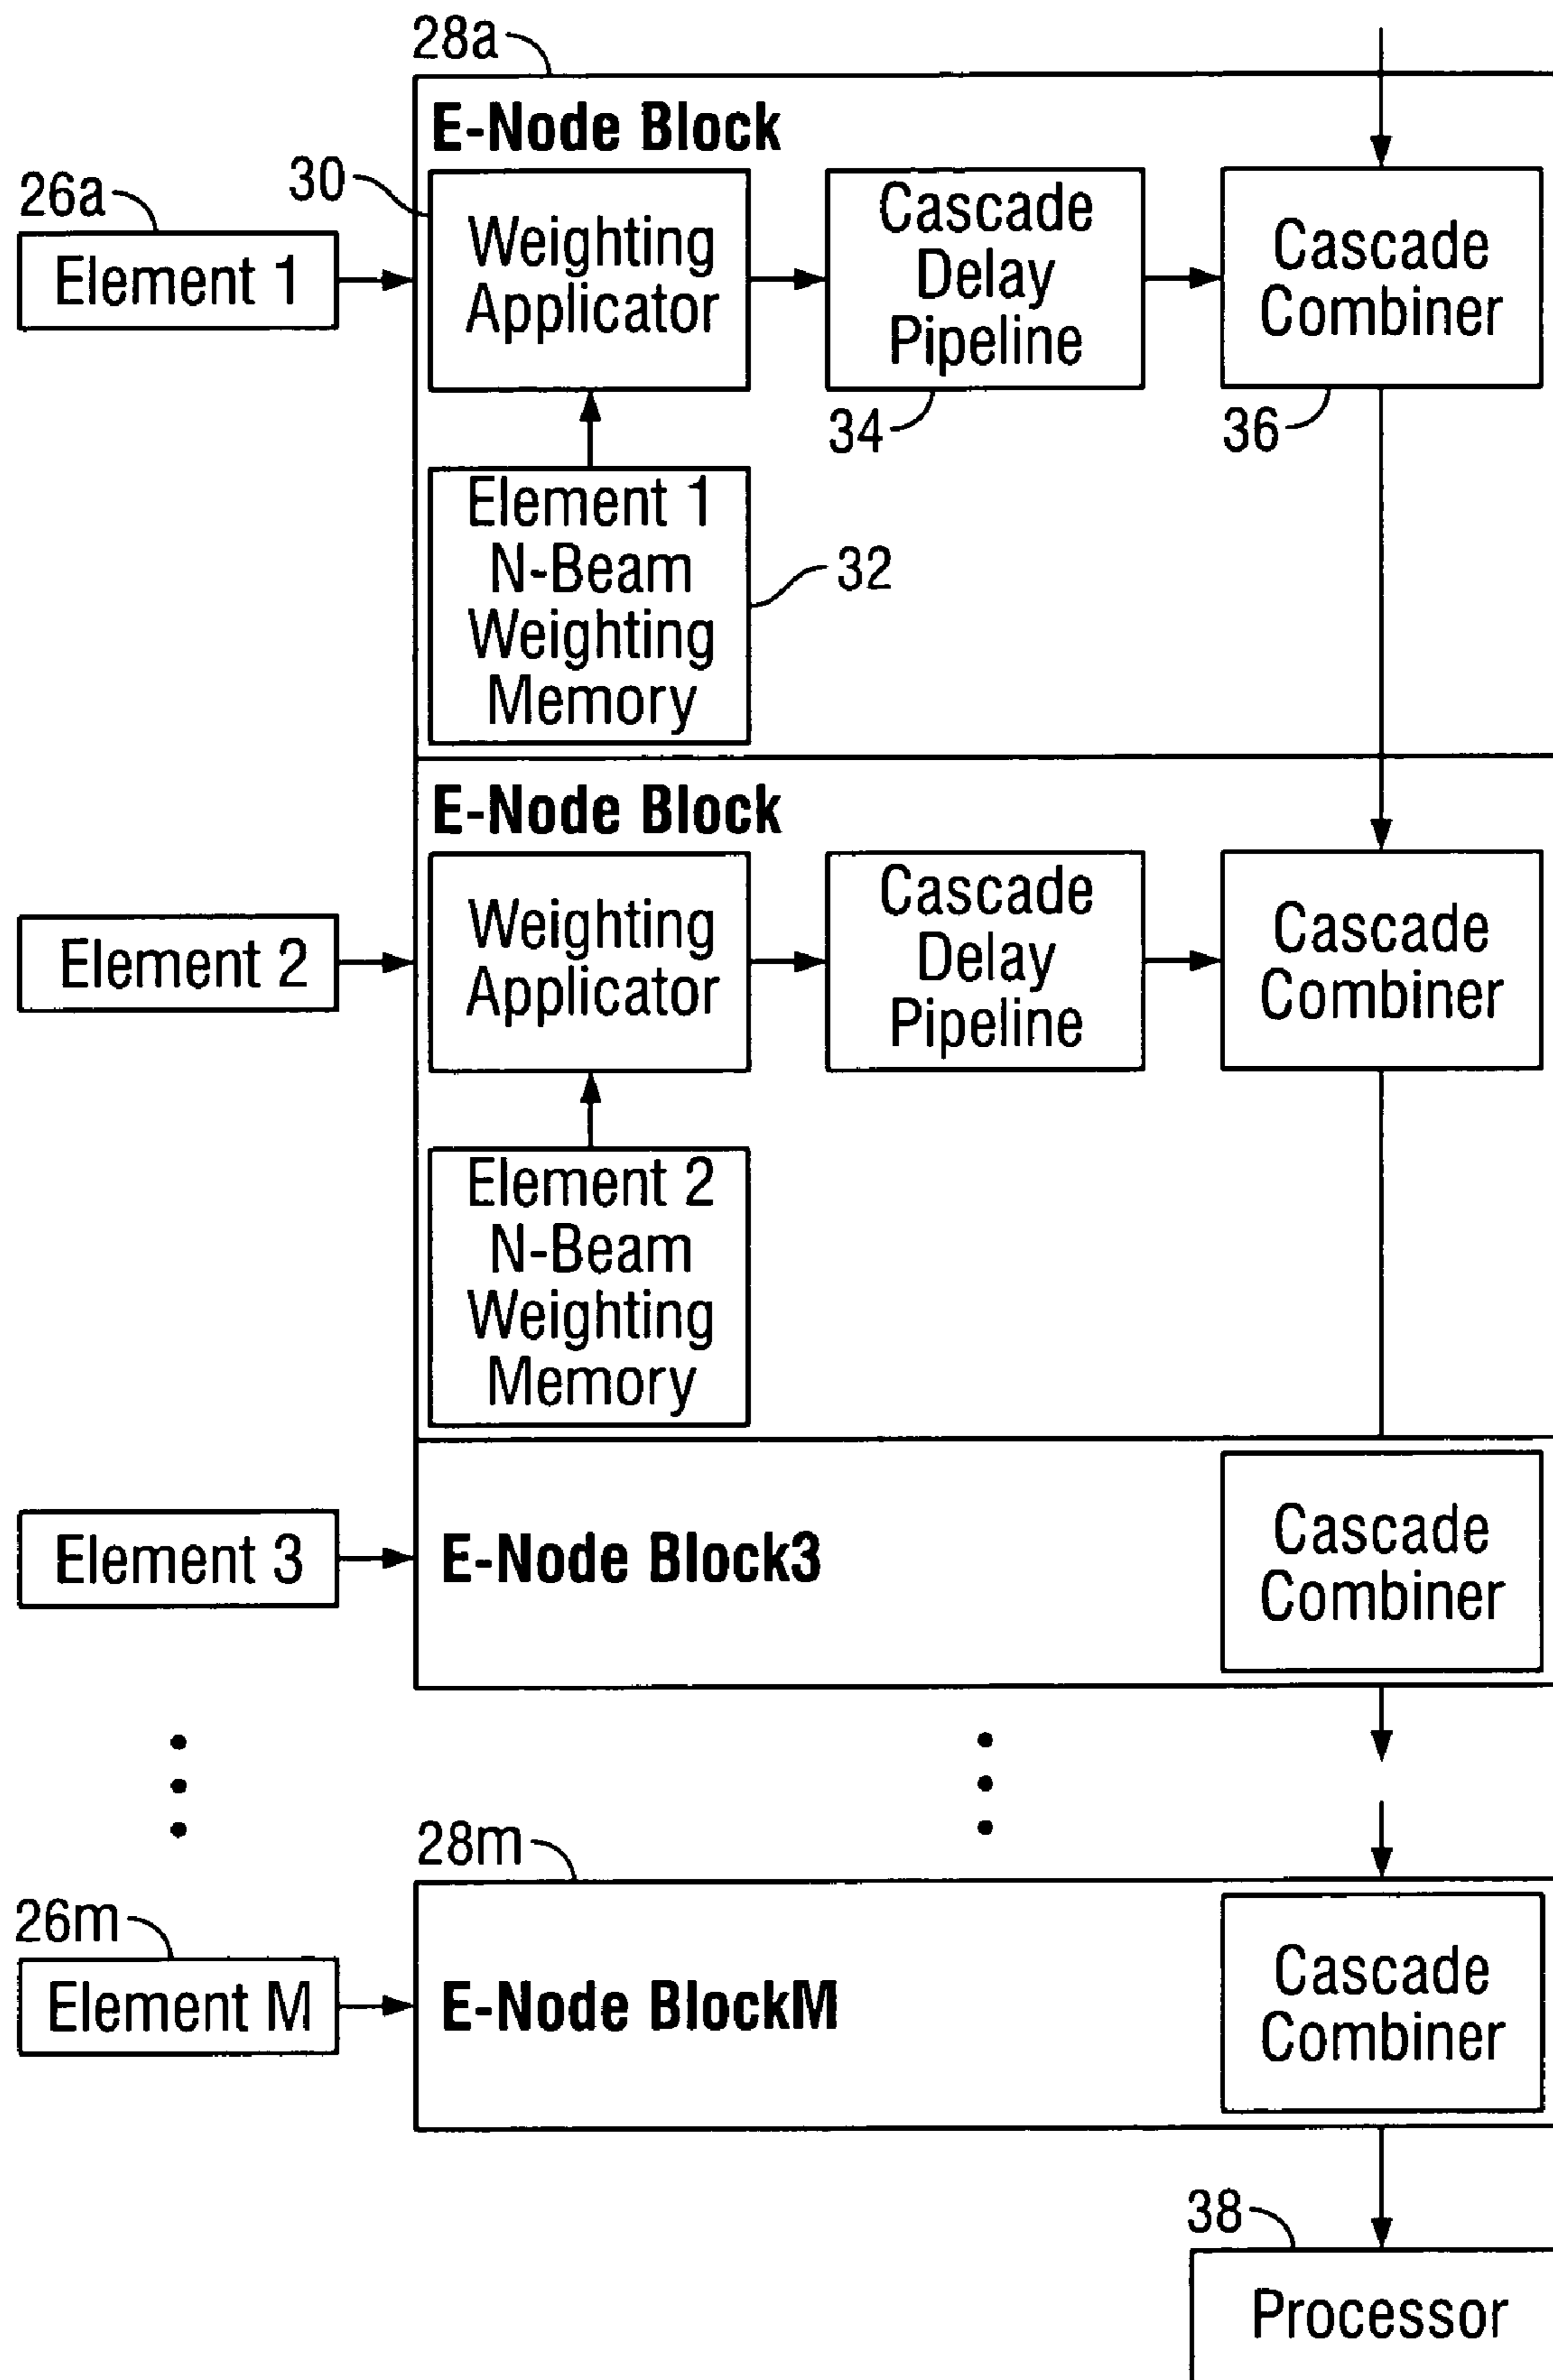 28a
E-Node Block
26a
30
Element 1
Weighting
Applicator
Cascade
Delay
Pipeline
Cascade
Combiner
34
36
Element 1
N-Beam
Weighting
Memory
32
E-Node Block
Element 2
Weighting
Applicator
Cascade
Delay
Pipeline
Cascade
Combiner
Element 2
N-Beam
Weighting
Memory
Element 3
E-Node Block3
Cascade
Combiner
28m
26m
Element M
E-Node BlockM
Cascade
Combiner
38
Processor